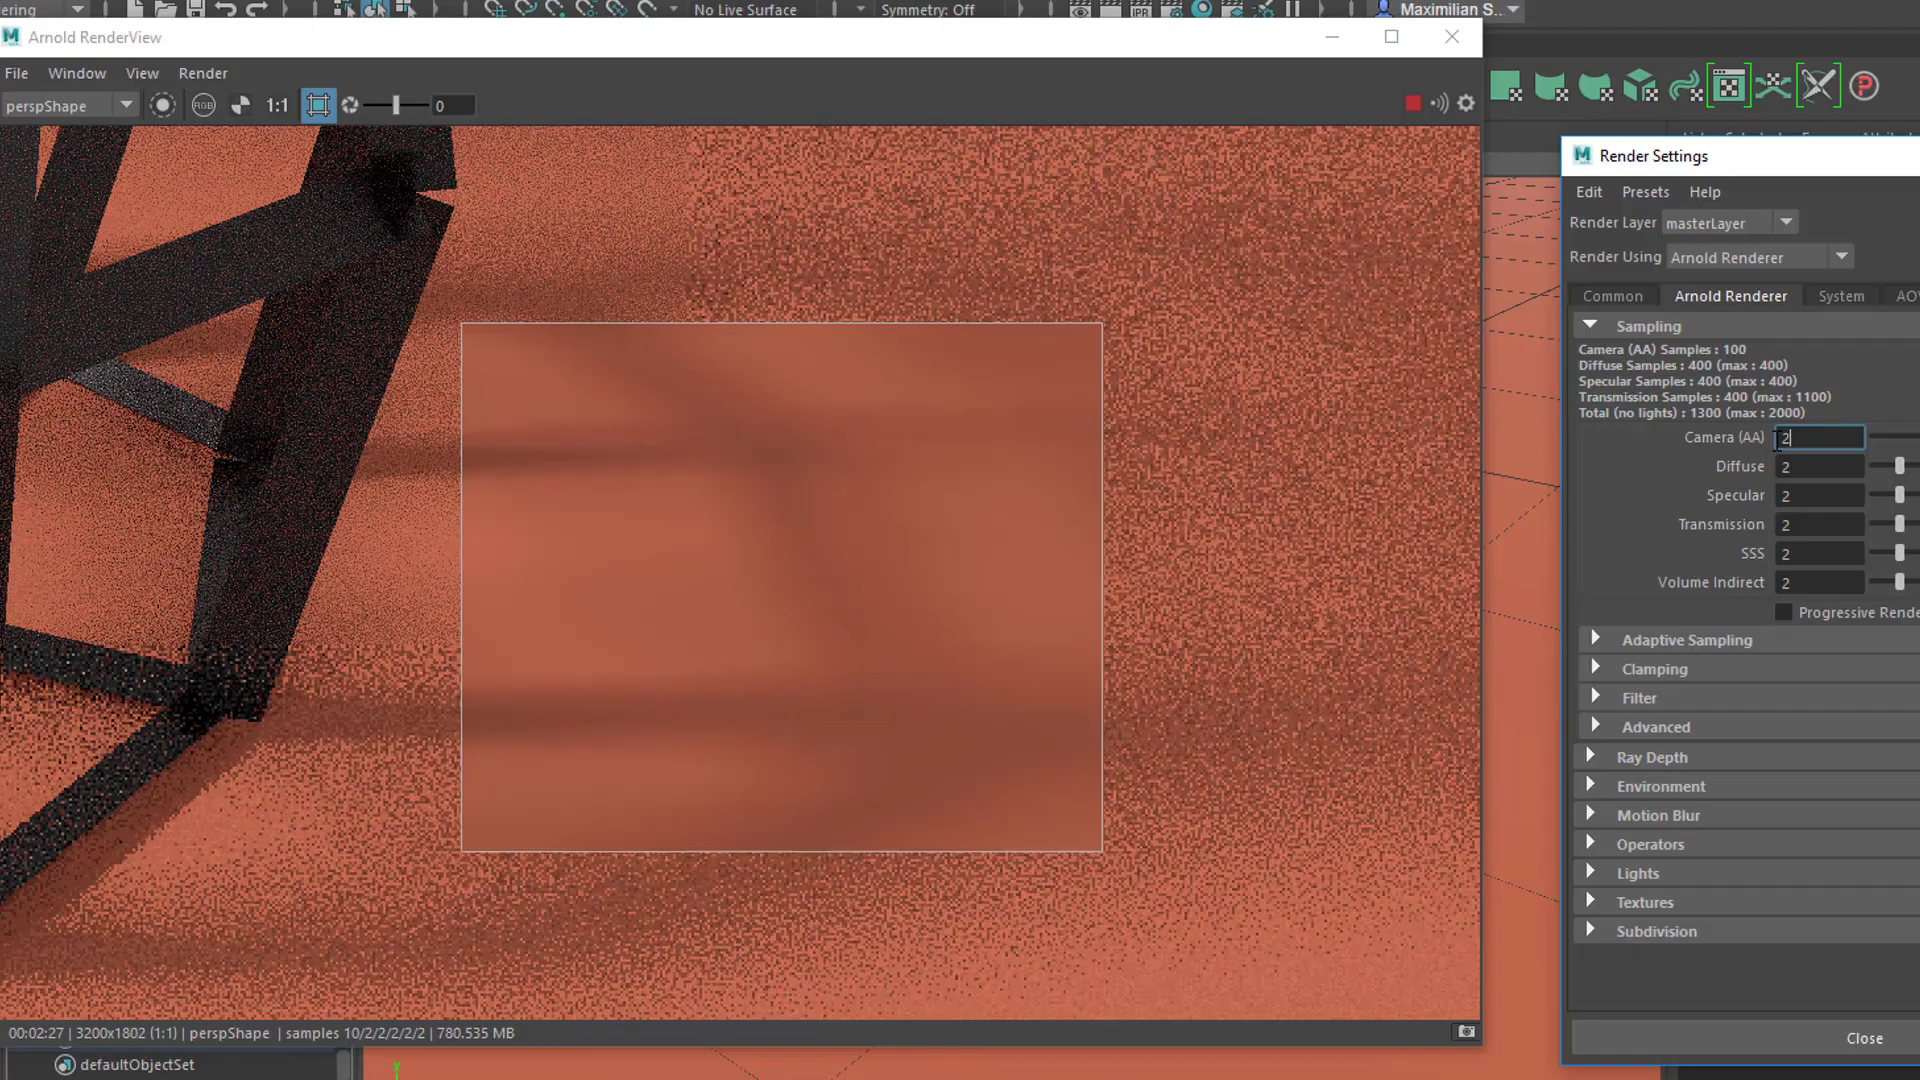 ering
No Live Surface
Symmetry: Off
IPR
Maximilian S...
Arnold RenderView
File Window View Render
perspShape
RGB
1:1
0
Render Settings
Edit Presets Help
Render Layer masterLayer
Render Using Arnold Renderer
Common Arnold Renderer System AO
Sampling
Camera (AA) Samples : 100
Diffuse Samples : 400 (max : 400)
Specular Samples : 400 (max : 400)
Transmission Samples : 400 (max : 1100)
Total (no lights) : 1300 (max : 2000)
Camera (AA) 2
Diffuse 2
Specular 2
Transmission 2
SSS 2
Volume Indirect 2
Progressive Rende
Adaptive Sampling
Clamping
Filter
Advanced
Ray Depth
Environment
Motion Blur
Operators
Lights
Textures
Subdivision
Close
00:02:27 | 3200x1802 (1:1) | perspShape | samples 10/2/2/2/2/2 | 780.535 MB
defaultObjectSet
y